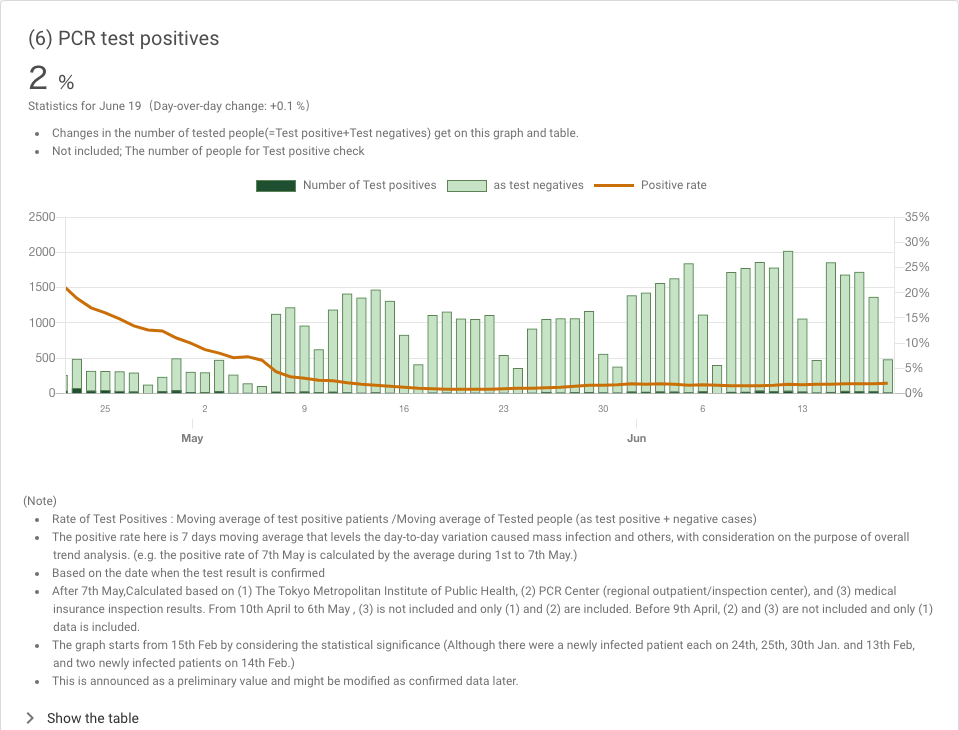 (6) PCR test positives
2 %
Statistics for June 19（Day-over-day change: +0.1 %）
• Changes in the number of tested people(=Test positive+Test negatives) get on this graph and table.
• Not included; The number of people for Test positive check
Number of Test positives as test negatives Positive rate
2500 35%
30%
2000
25%
1500 20%
1000 15%
10%
500
5%
0 0%
25 2 9 16 23 30 6 13
May Jun
(Note)
• Rate of Test Positives : Moving average of test positive patients /Moving average of Tested people (as test positive + negative cases)
• The positive rate here is 7 days moving average that levels the day-to-day variation caused mass infection and others, with consideration on the purpose of overall
trend analysis. (e.g. the positive rate of 7th May is calculated by the average during 1st to 7th May.)
• Based on the date when the test result is confirmed
• After 7th May,Calculated based on (1) The Tokyo Metropolitan Institute of Public Health, (2) PCR Center (regional outpatient/inspection center), and (3) medical
insurance inspection results. From 10th April to 6th May , (3) is not included and only (1) and (2) are included. Before 9th April, (2) and (3) are not included and only (1)
data is included.
• The graph starts from 15th Feb by considering the statistical significance (Although there were a newly infected patient each on 24th, 25th, 30th Jan. and 13th Feb,
and two newly infected patients on 14th Feb.)
• This is announced as a preliminary value and might be modified as confirmed data later.
Show the table